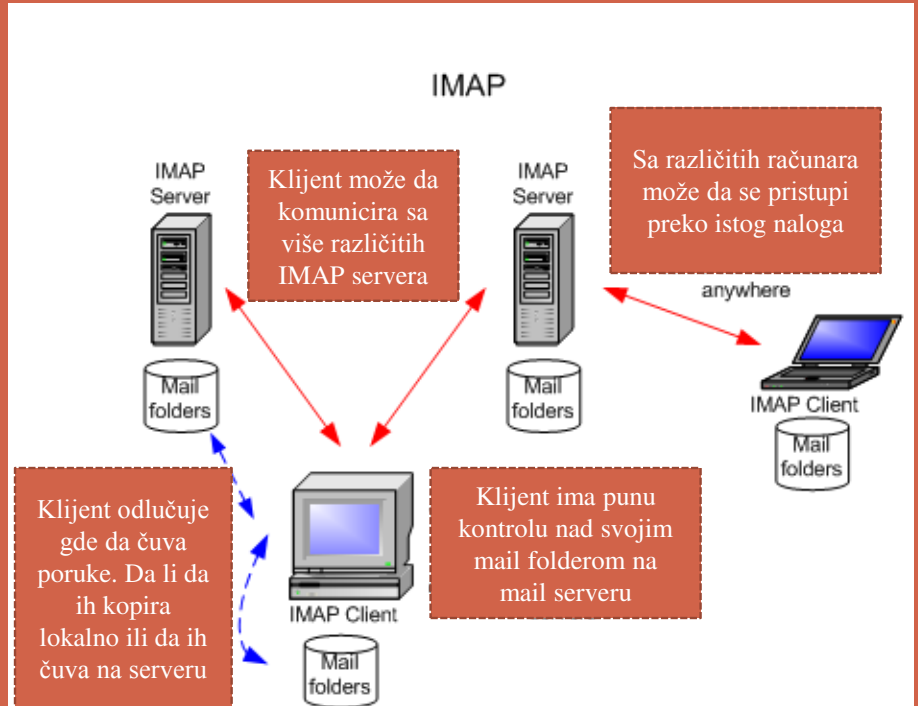 IMAP
IMAP
Server
Klijent može da
komunicira sa
više različitih
IMAP servera
IMAP
Server
Sa različitih računara
može da se pristupi
preko istog naloga
anywhere
Mail
folders
Mail
folders
IMAP Client
Mail
folders
Klijent odlučuje
gde da čuva
poruke. Da li da
ih kopira
lokalno ili da ih
čuva na serveru
Klijent ima punu
kontrolu nad svojim
mail folderom na
mail serveru
IMAP Client
Mail
folders